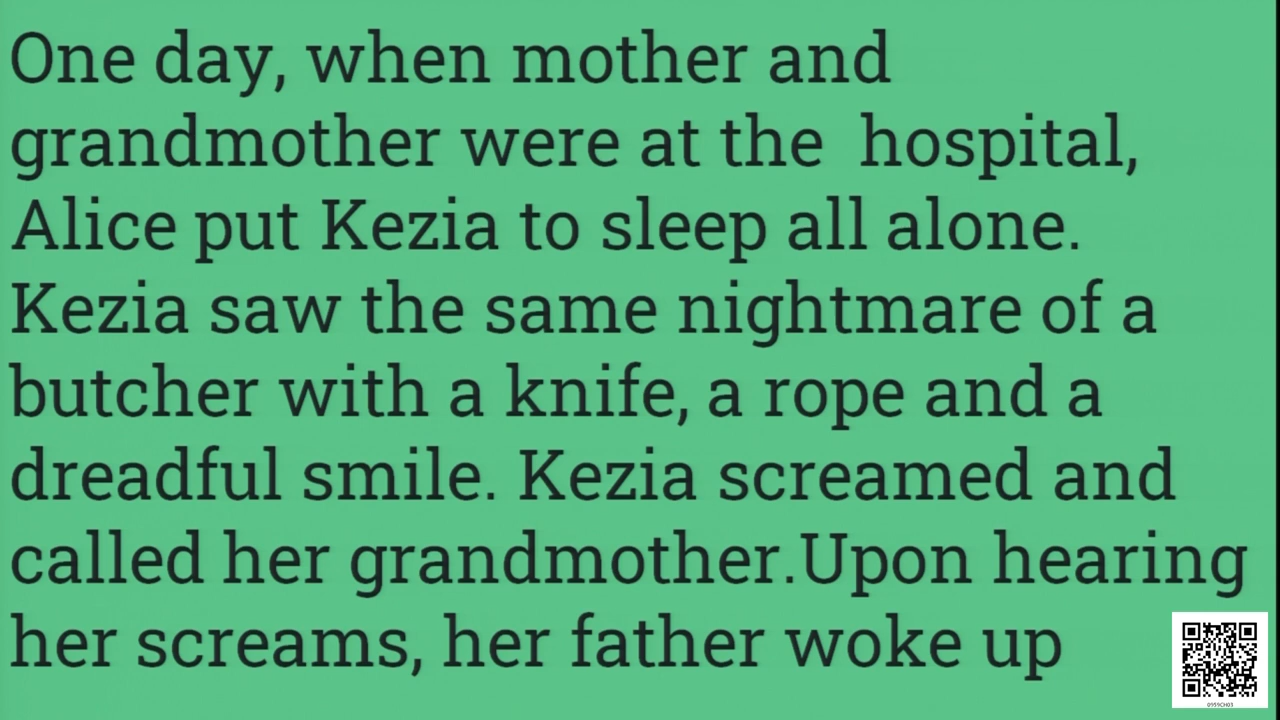 One day, when mother and
grandmother were at the  hospital,
Alice put Kezia to sleep all alone.
Kezia saw the same nightmare of a
butcher with a knife, a rope and a
dreadful smile. Kezia screamed and
called her grandmother.Upon hearing
her screams, her father woke up
0959CH03